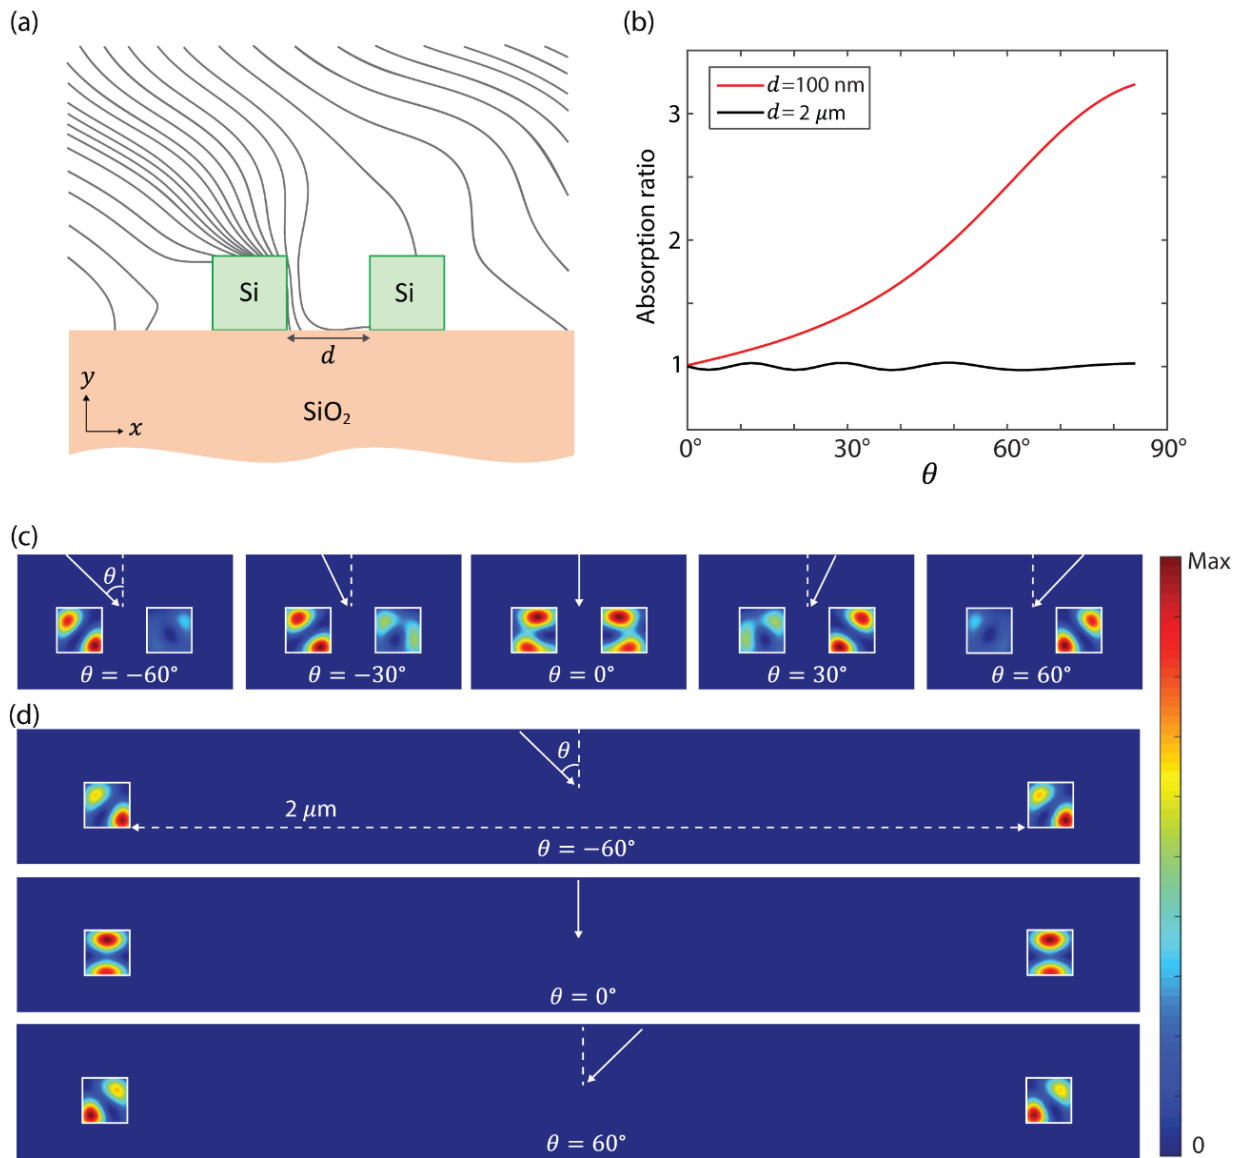 (a)
Si
Si
d
y
x
SiO₂
(b)
d=100 nm
d= 2 μm
Absorption ratio
3
2
1
0°
30°
60°
90°
θ
(c)
θ
θ = −60°
θ = −30°
θ = 0°
θ = 30°
θ = 60°
Max
(d)
θ
2 μm
θ = −60°
θ = 0°
θ = 60°
0